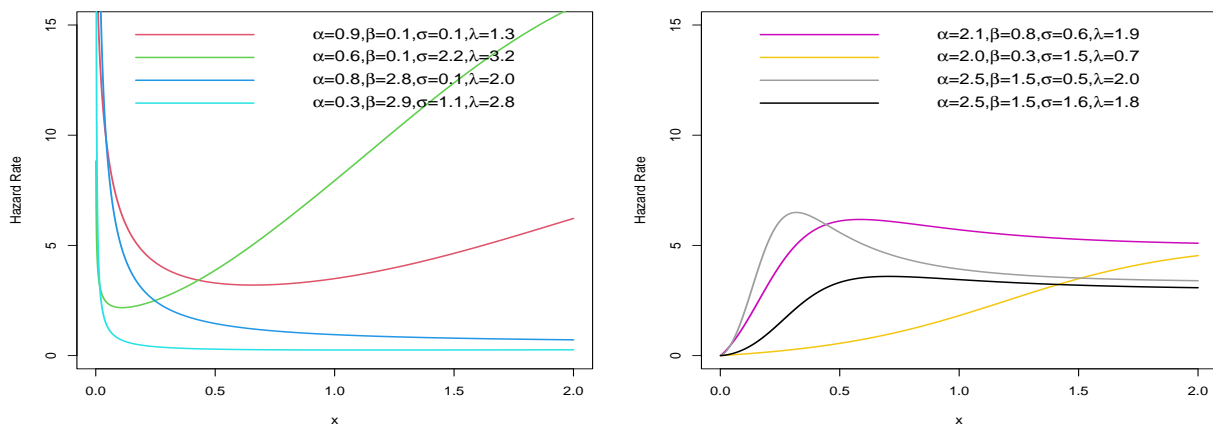 α=0.9,β=0.1,σ=0.1,λ=1.3
α=0.6,β=0.1,σ=2.2,λ=3.2
α=0.8,β=2.8,σ=0.1,λ=2.0
α=0.3,β=2.9,σ=1.1,λ=2.8
15
10
5
0
Hazard Rate
0.0 0.5 1.0 1.5 2.0
x
α=2.1,β=0.8,σ=0.6,λ=1.9
α=2.0,β=0.3,σ=1.5,λ=0.7
α=2.5,β=1.5,σ=0.5,λ=2.0
α=2.5,β=1.5,σ=1.6,λ=1.8
15
10
5
0
Hazard Rate
0.0 0.5 1.0 1.5 2.0
x